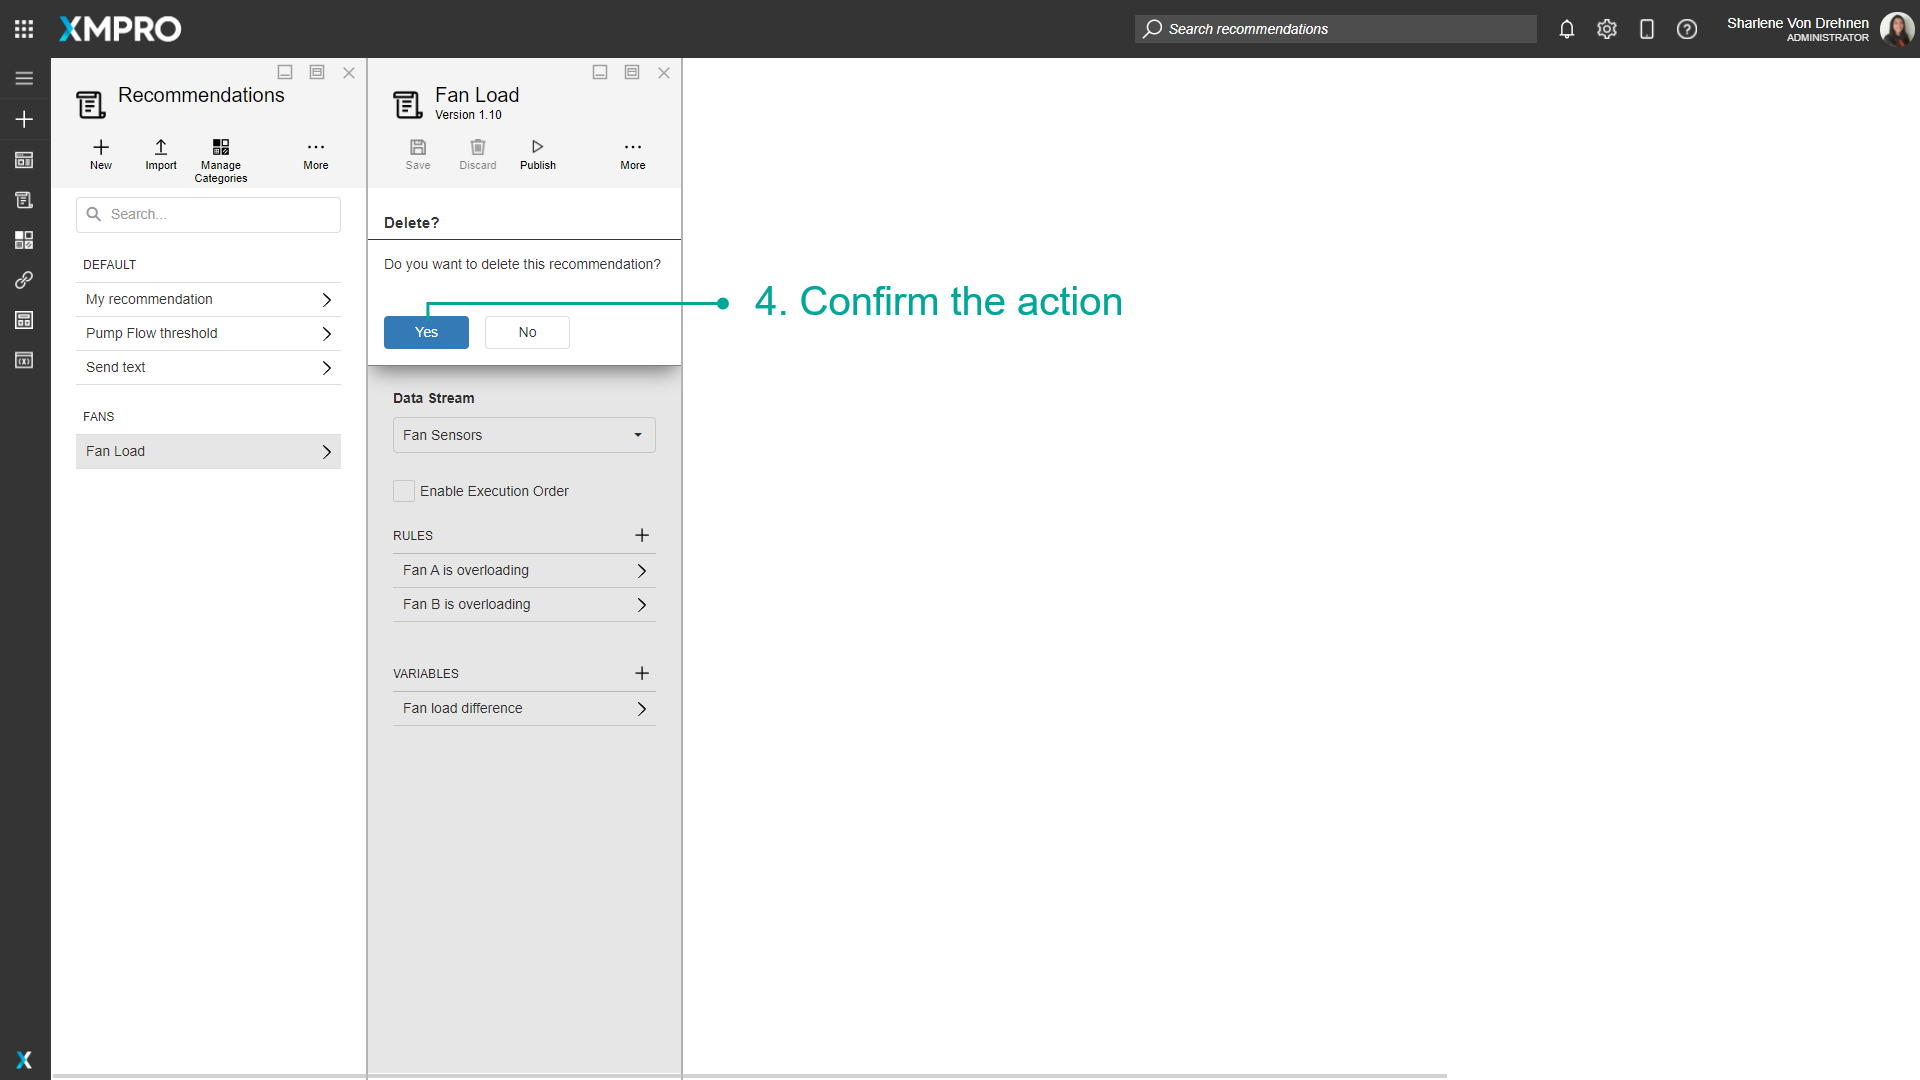 XMPRO
Search recommendations
Sharlene Von Drehnen
ADMINISTRATOR
Recommendations
New
Import
Manage
Categories
More
Search...
DEFAULT
My recommendation
Pump Flow threshold
Send text
FANS
Fan Load
Fan Load
Version 1.10
Save
Discard
Publish
More
Delete?
Do you want to delete this recommendation?
Yes
No
4. Confirm the action
Data Stream
Fan Sensors
Enable Execution Order
RULES
Fan A is overloading
Fan B is overloading
VARIABLES
Fan load difference